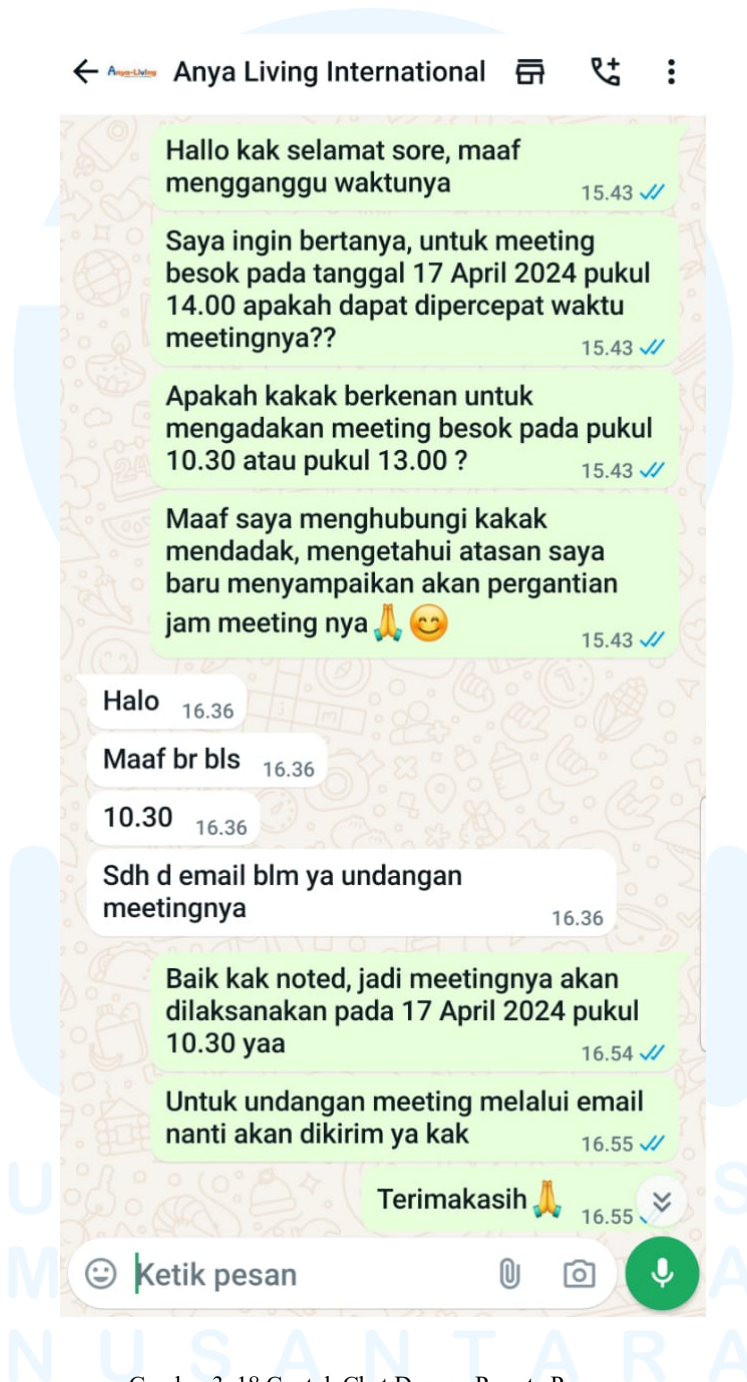 Anya-Living Anya Living International
Hallo kak selamat sore, maaf
mengganggu waktunya 15.43
Saya ingin bertanya, untuk meeting
besok pada tanggal 17 April 2024 pukul
14.00 apakah dapat dipercepat waktu
meetingnya?? 15.43
Apakah kakak berkenan untuk
mengadakan meeting besok pada pukul
10.30 atau pukul 13.00 ? 15.43
Maaf saya menghubungi kakak
mendadak, mengetahui atasan saya
baru menyampaikan akan pergantian
jam meeting nya🙏😊 15.43
Halo 16.36
Maaf br bls 16.36
10.30 16.36
Sdh d email blm ya undangan
meetingnya 16.36
Baik kak noted, jadi meetingnya akan
dilaksanakan pada 17 April 2024 pukul
10.30 yaa 16.54
Untuk undangan meeting melalui email
nanti akan dikirim ya kak 16.55
Terimakasih🙏 16.55
Ketik pesan
U S
M A
N U S A N T A R A